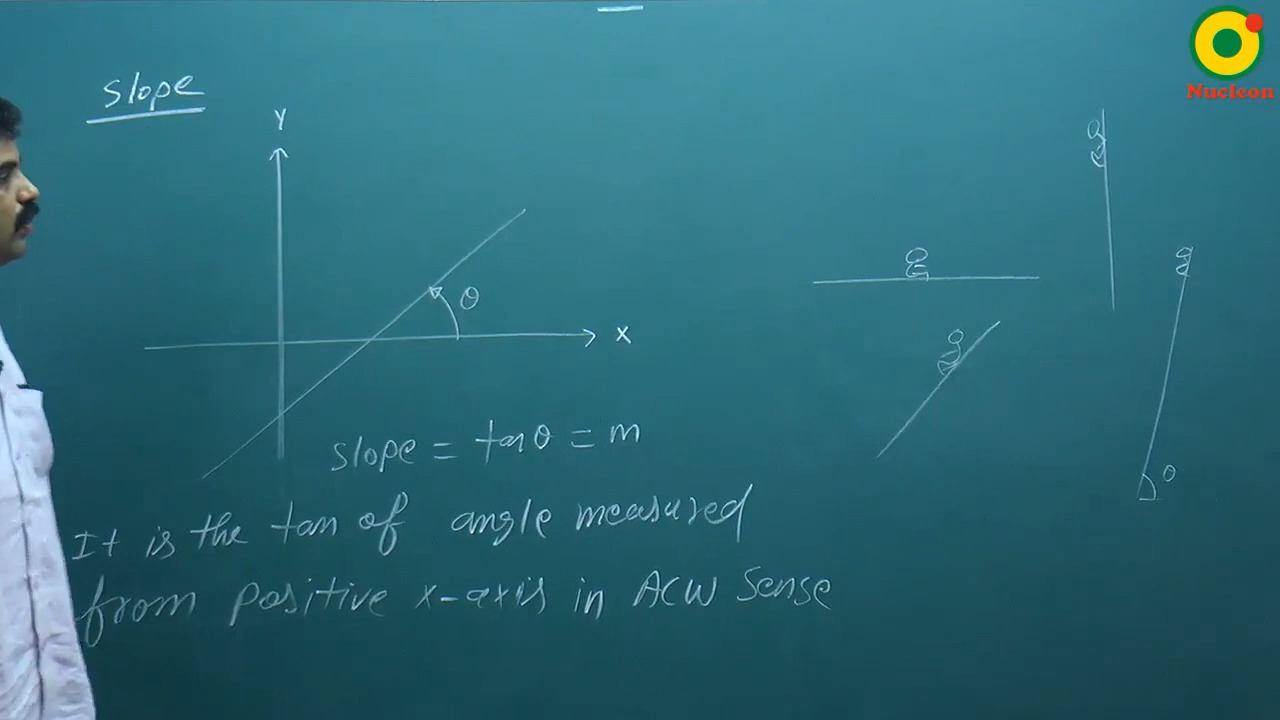 Slope
Nucleon
Y
θ
X
Slope = tanθ = m
θ
It is the tan of angle measured
from positive x-axis in ACW Sense